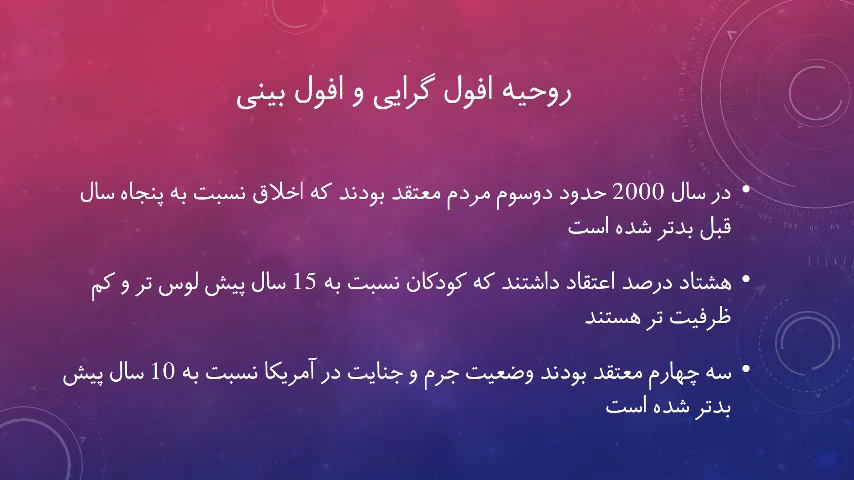 روحیه افول گرایی و افول بینی
• در سال 2000 حدود دوسوم مردم معتقد بودند که اخلاق نسبت به پنجاه سال
قبل بدتر شده است
• هشتاد درصد اعتقاد داشتند که کودکان نسبت به 15 سال پیش لوس تر و کم
ظرفیت تر هستند
• سه چهارم معتقد بودند وضعیت جرم و جنایت در آمریکا نسبت به 10 سال پیش
بدتر شده است